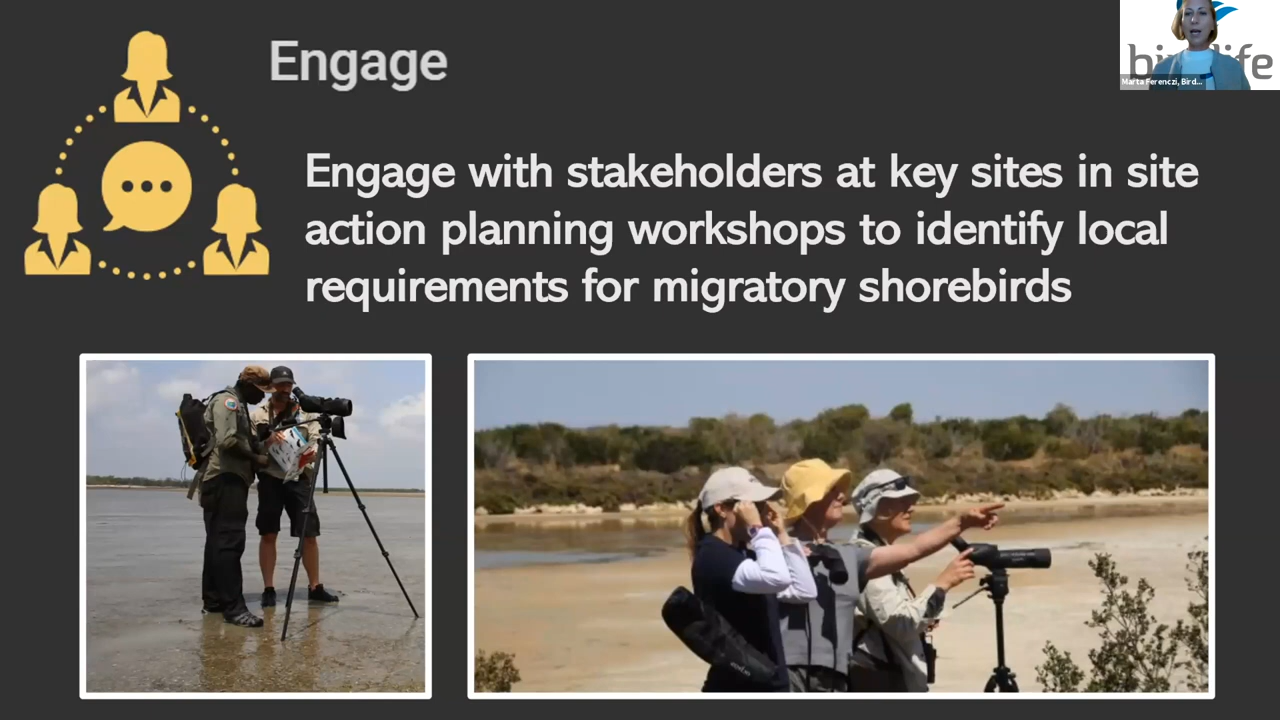 Engage
Engage with stakeholders at key sites in site
action planning workshops to identify local
requirements for migratory shorebirds
Marta Ferenczi, Bird...